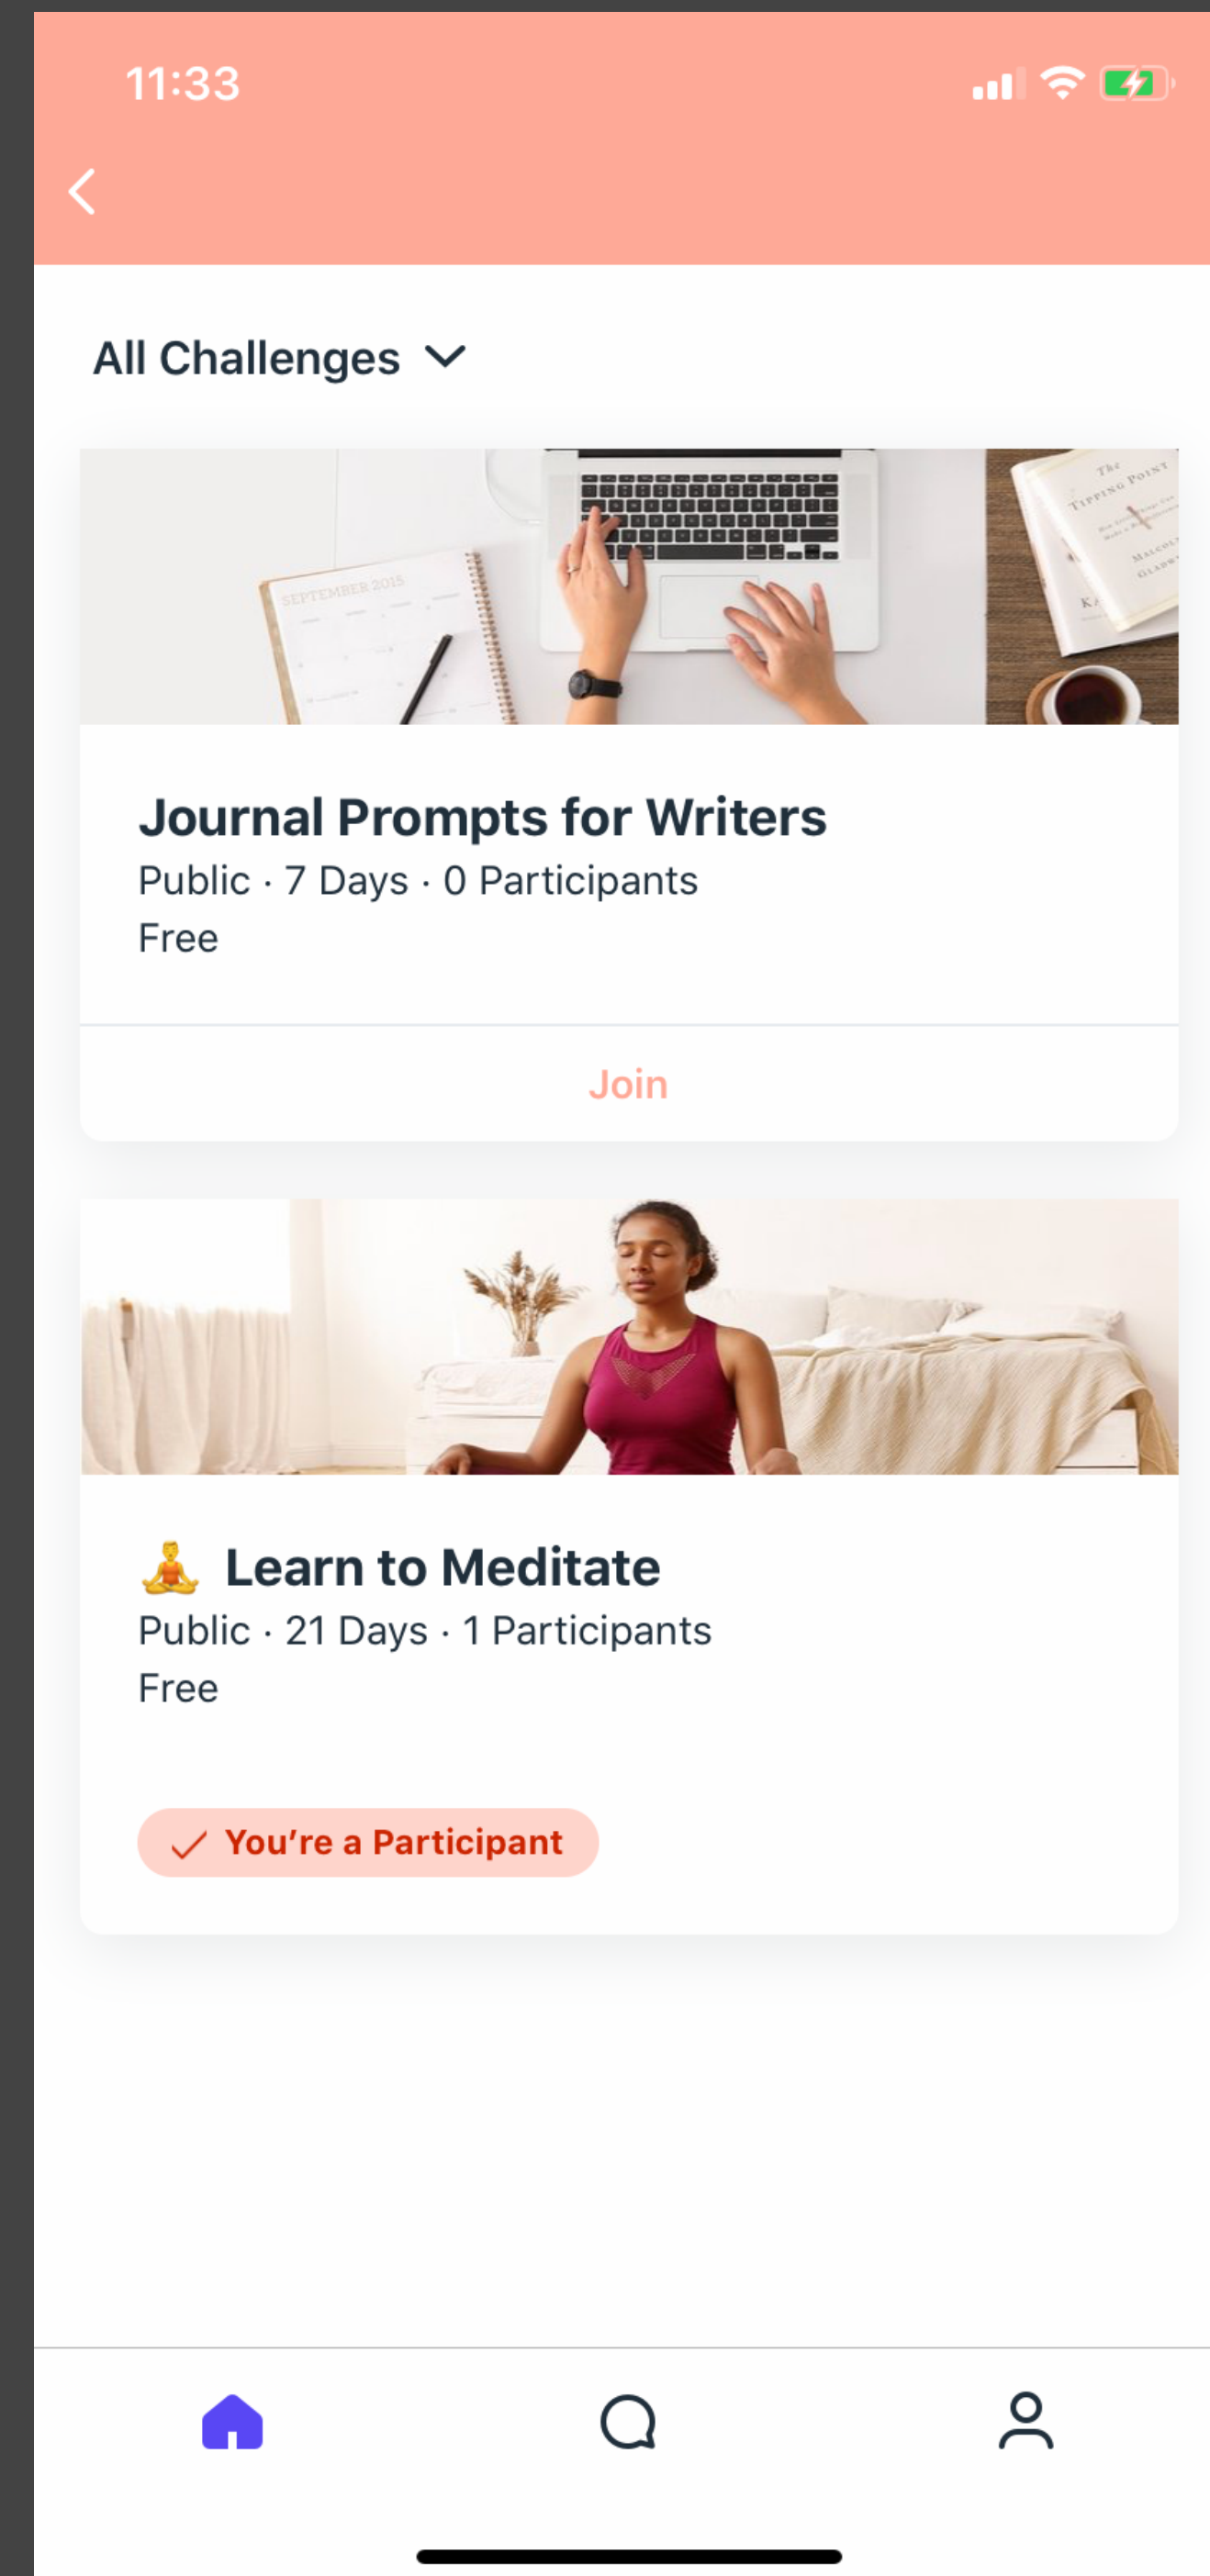 11:33
All Challenges
SEPTEMBER 2015
The
TIPPING POINT
Journal Prompts for Writers
Public · 7 Days · 0 Participants
Free
Join
🧘 Learn to Meditate
Public · 21 Days · 1 Participants
Free
You’re a Participant